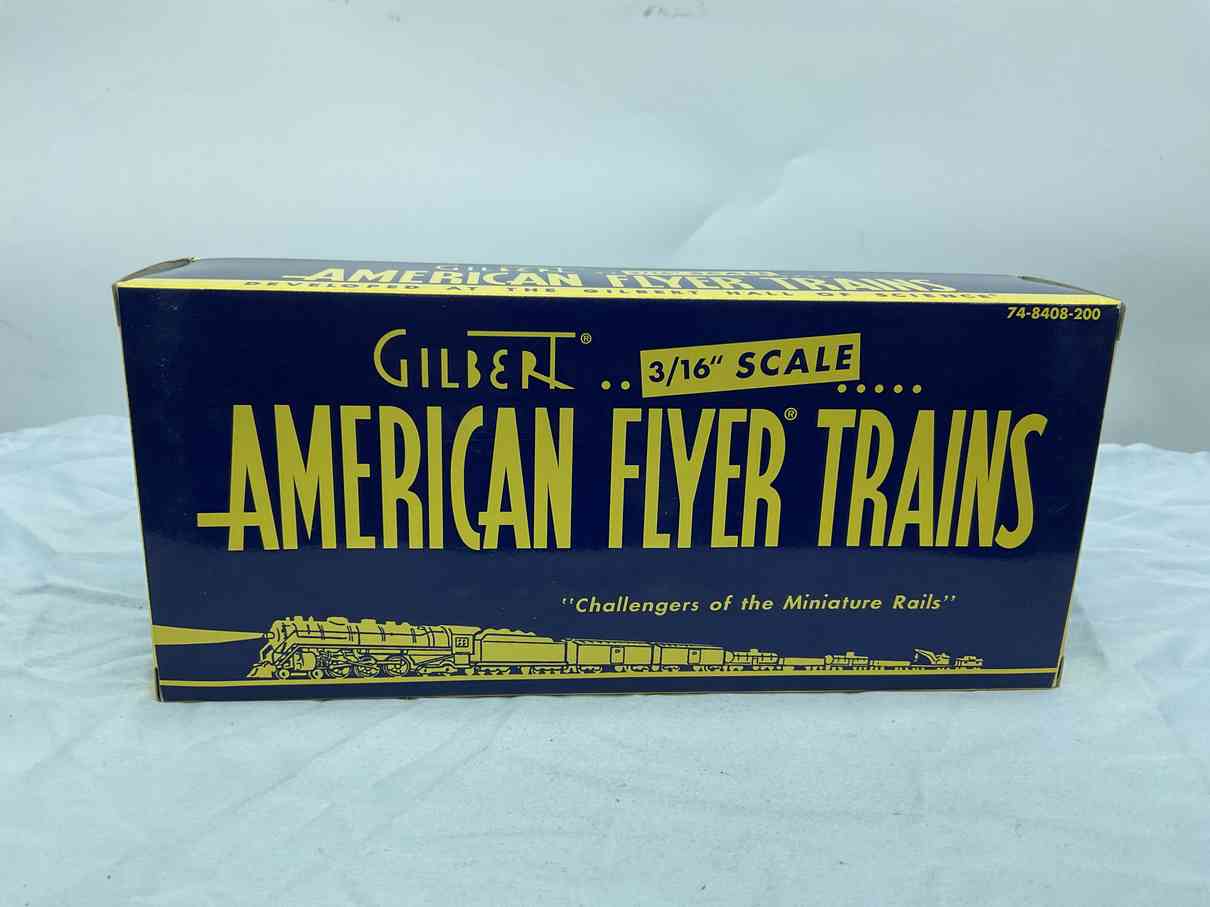 GILBERT
AMERICAN FLYER TRAINS
DEVELOPED AT THE GILBERT HALL OF SCIENCE
74-8408-200
GILBERT® ..3/16“ SCALE.....
AMERICAN FLYER® TRAINS
“Challengers of the Miniature Rails”